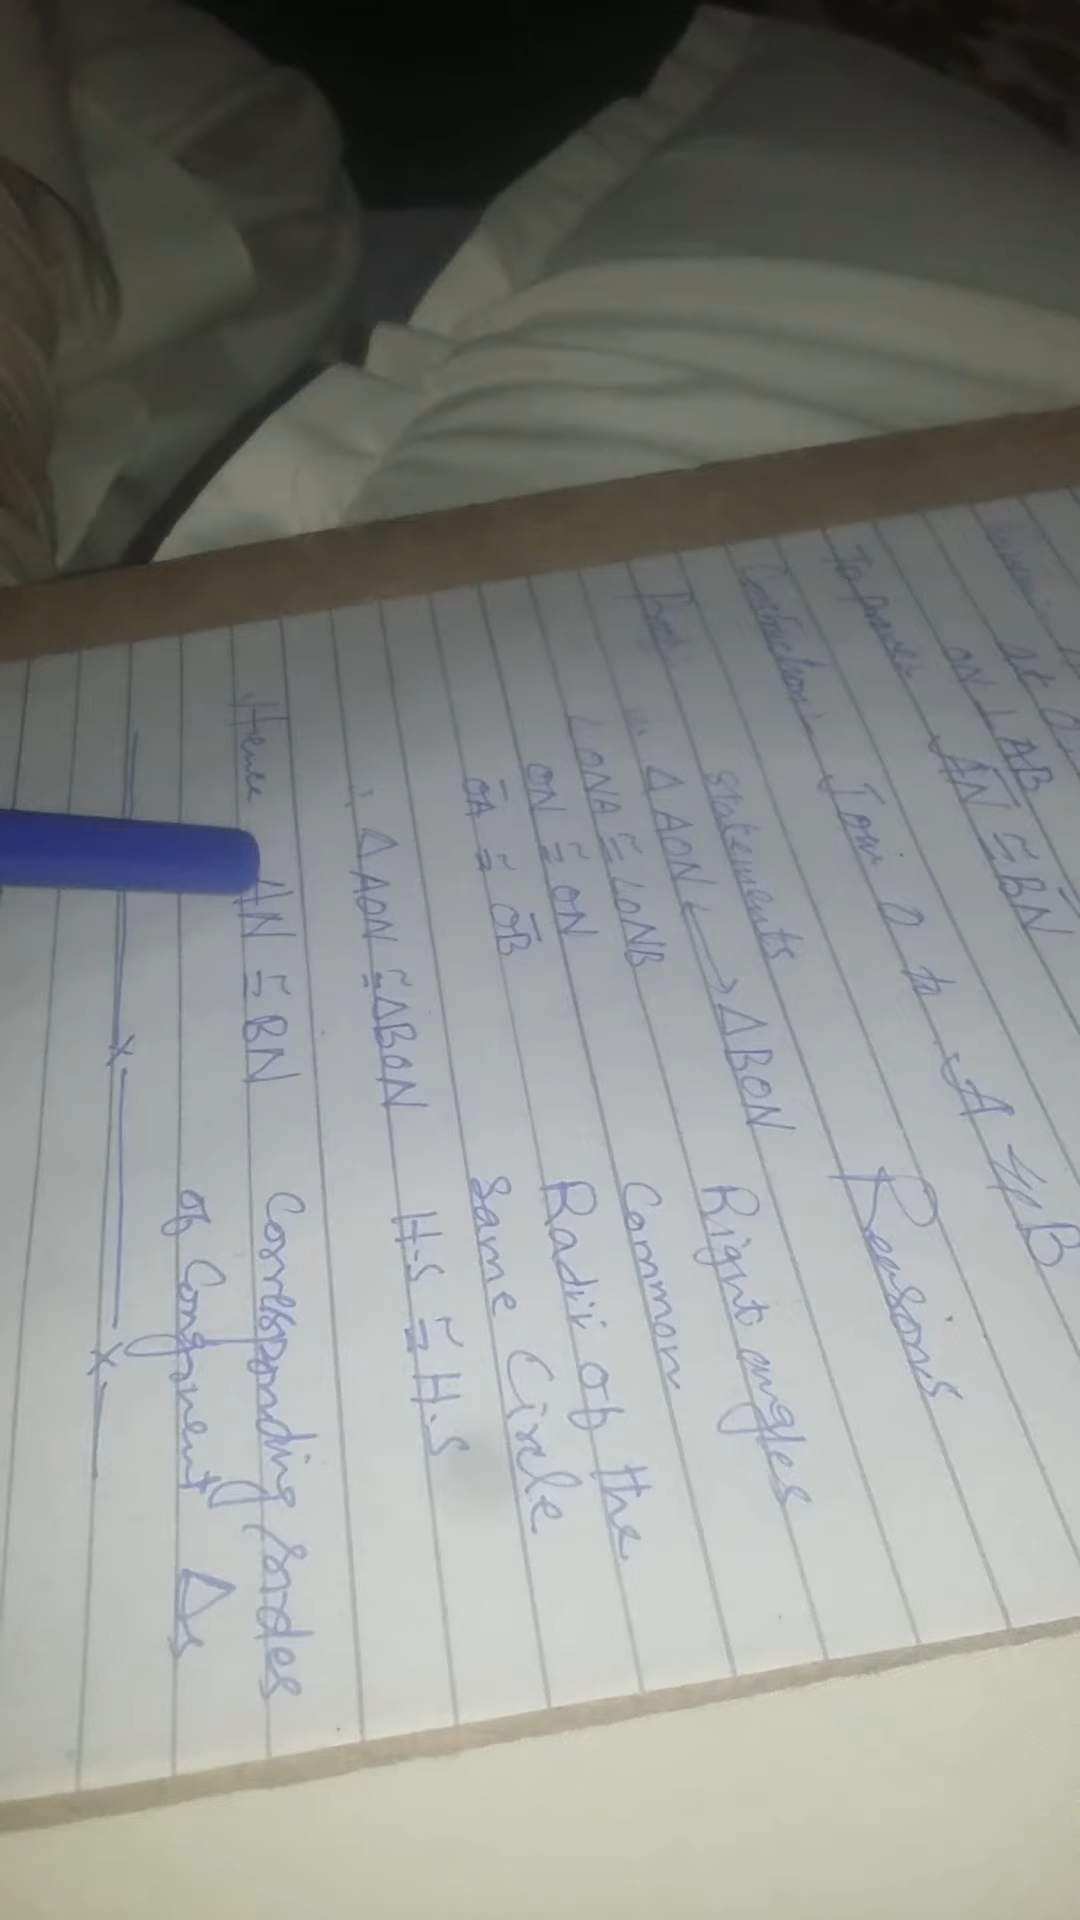 at O,
ON ⊥ AB
To prove:- AN ≅ BN
Join O to A & B
Statements Reasons
in ΔAON ↔ ΔBON
∠ONA ≅ ∠ONB Right angles
ON ≅ ON Common
OA ≅ OB Radii of the
Same Circle
∴ ΔAON ≅ ΔBON H.S ≅ H.S
Hence AN ≅ BN Corresponding Sides
of Congruent Δs